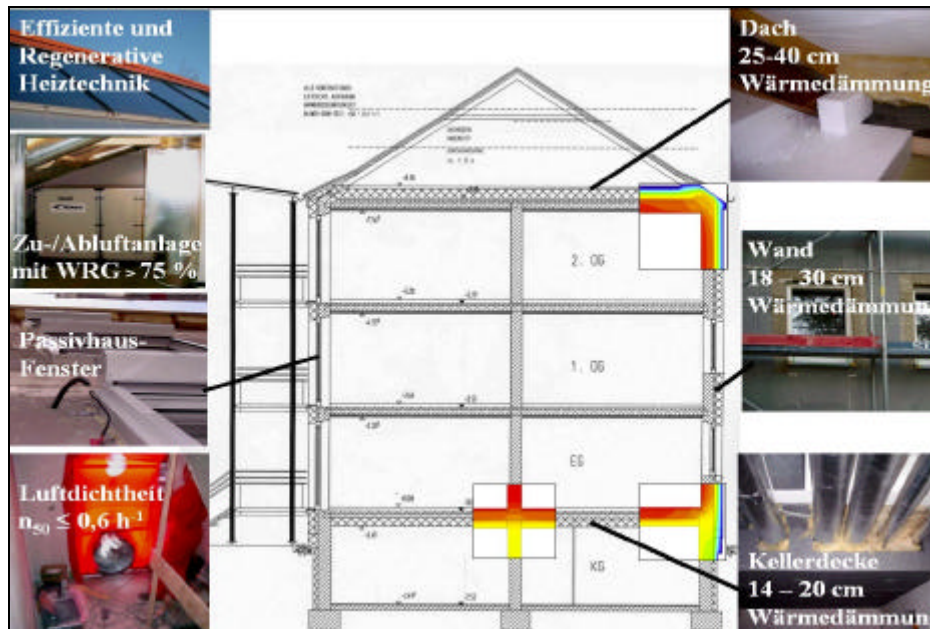 Effiziente und
Regenerative
Heiztechnik
Zu-/Abluftanlage
mit WRG > 75 %
Passivhaus-
Fenster
Luftdichtheit
n₅₀ ≤ 0,6 h⁻¹
2. OG
1. OG
EG
KG
Dach
25-40 cm
Wärmedämmung
Wand
18 – 30 cm
Wärmedämmun
Kellerdecke
14 – 20 cm
Wärmedämmun